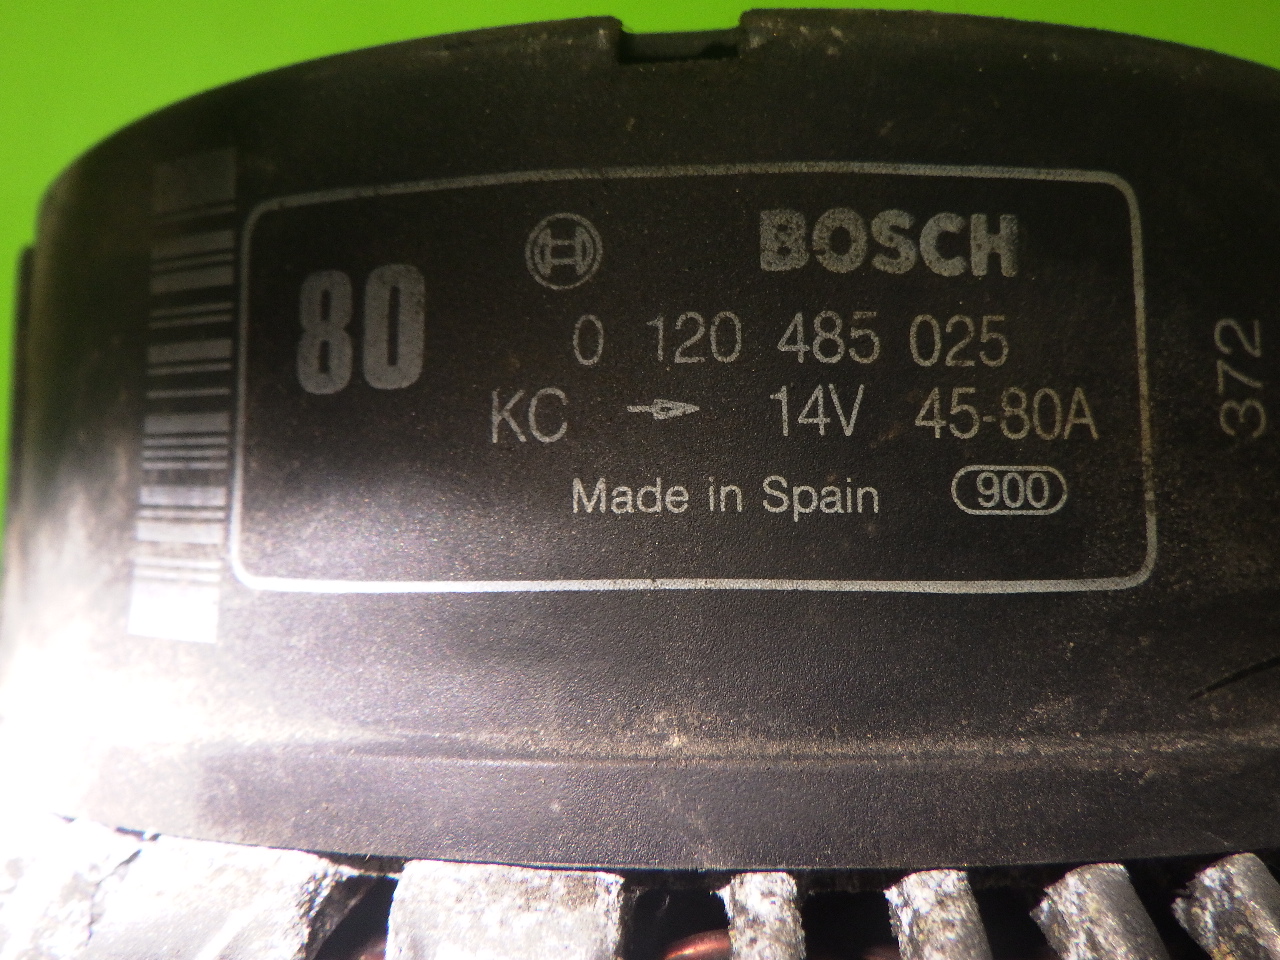 BOSCH
80
0 120 485 025
KC → 14V 45-80A
Made in Spain 900
372